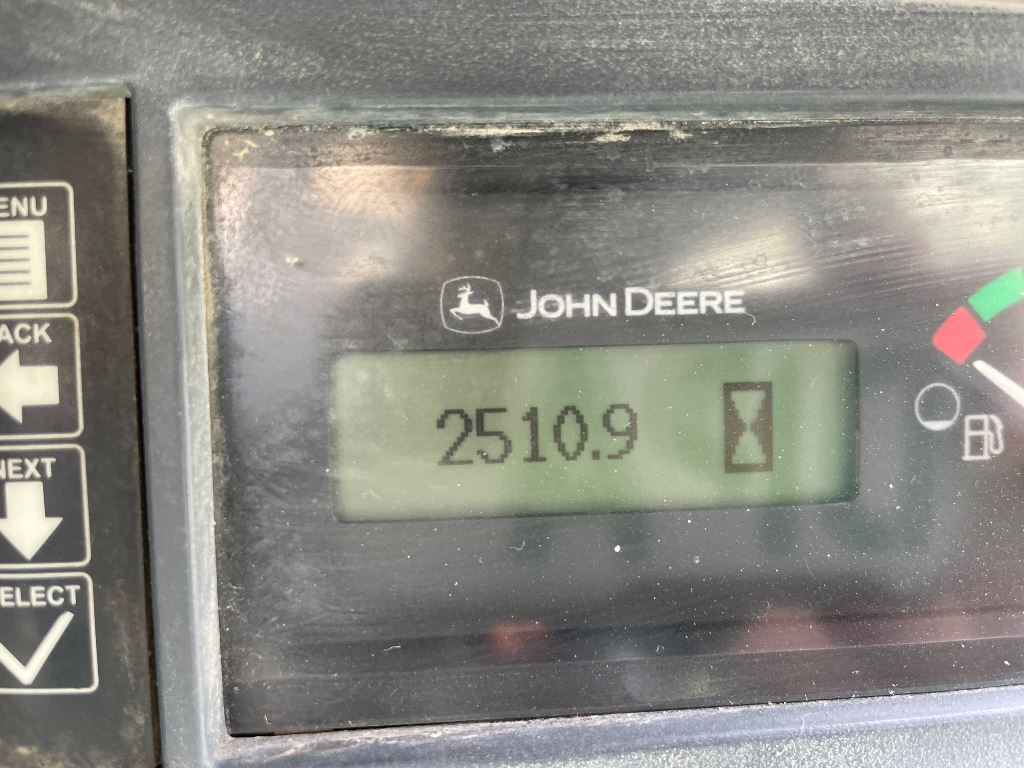 ENU
ACK
NEXT
ELECT
JOHN DEERE
2510.9